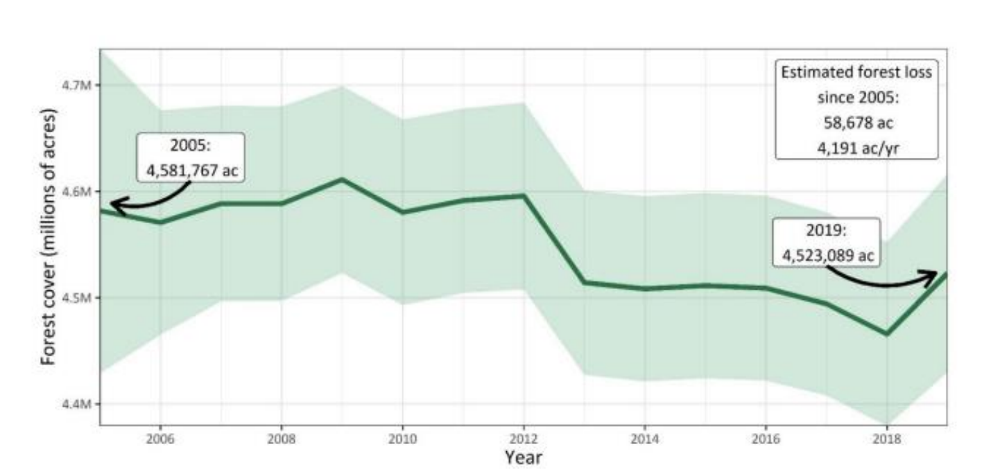 Estimated forest loss
since 2005:
58,678 ac
4,191 ac/yr
4.7M
2005:
4,581,767 ac
4.6M
2019:
4,523,089 ac
4.5M
4.4M
Forest cover (millions of acres)
2006 2008 2010 2012 2014 2016 2018
Year